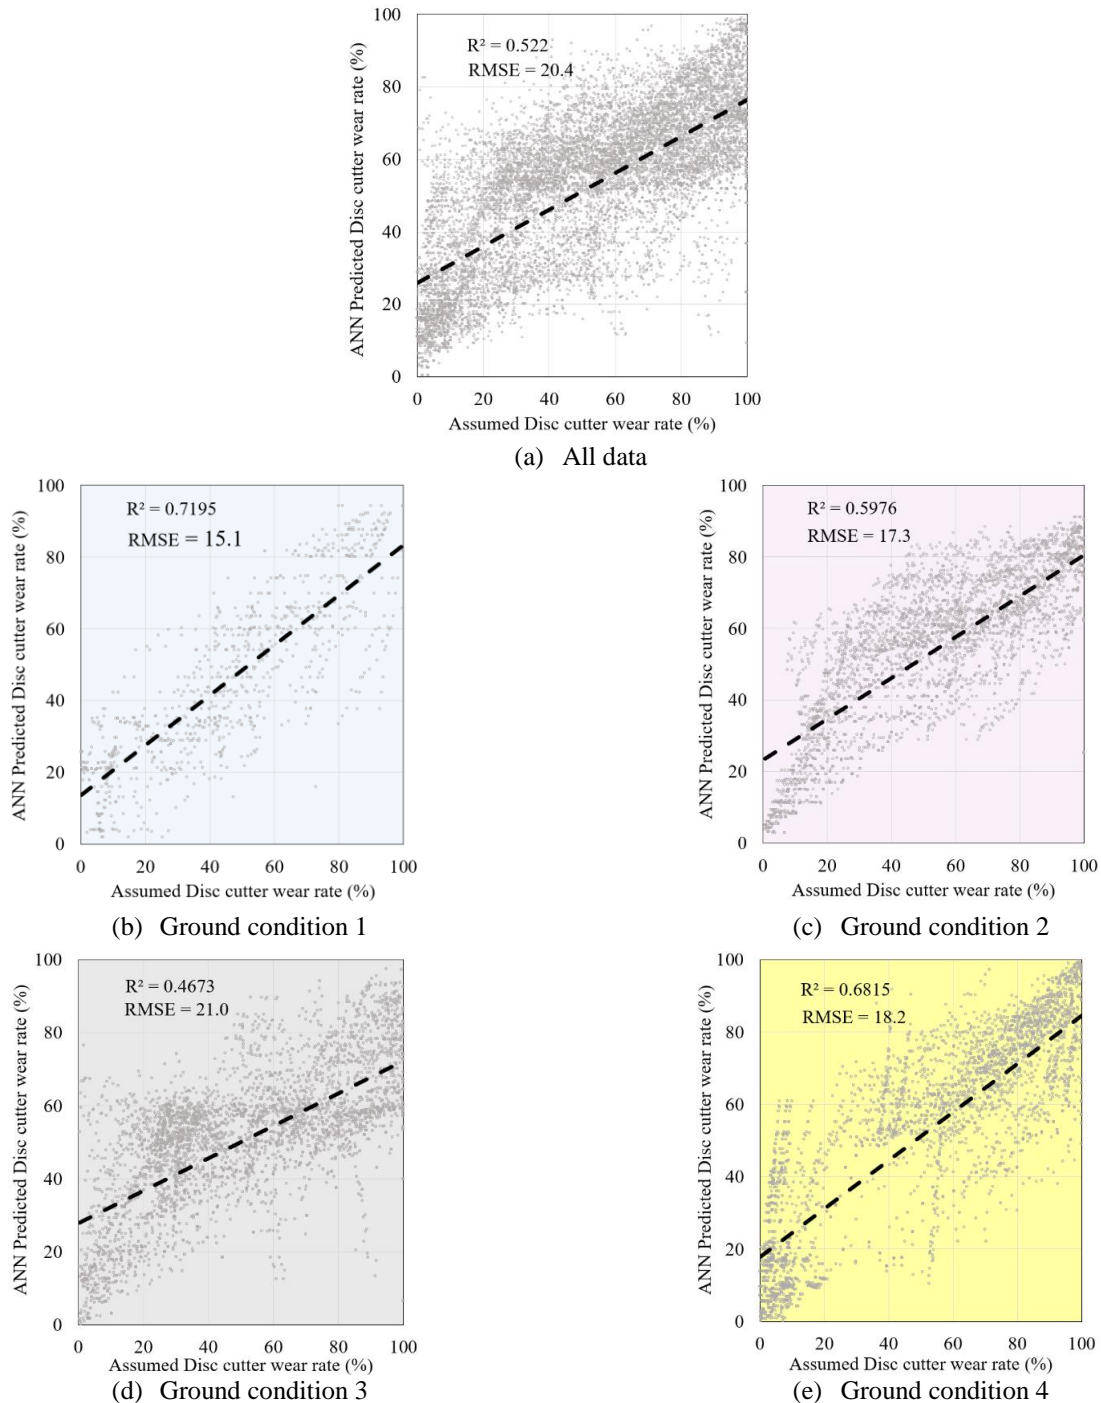 R² = 0.522
RMSE = 20.4
ANN Predicted Disc cutter wear rate (%)
100
80
60
40
20
0
0 20 40 60 80 100
Assumed Disc cutter wear rate (%)
(a) All data
R² = 0.7195
RMSE = 15.1
ANN Predicted Disc cutter wear rate (%)
100
80
60
40
20
0
0 20 40 60 80 100
Assumed Disc cutter wear rate (%)
(b) Ground condition 1
R² = 0.5976
RMSE = 17.3
ANN Predicted Disc cutter wear rate (%)
100
80
60
40
20
0
0 20 40 60 80 100
Assumed Disc cutter wear rate (%)
(c) Ground condition 2
R² = 0.4673
RMSE = 21.0
ANN Predicted Disc cutter wear rate (%)
100
80
60
40
20
0
0 20 40 60 80 100
Assumed Disc cutter wear rate (%)
(d) Ground condition 3
R² = 0.6815
RMSE = 18.2
ANN Predicted Disc cutter wear rate (%)
100
80
60
40
20
0
0 20 40 60 80 100
Assumed Disc cutter wear rate (%)
(e) Ground condition 4